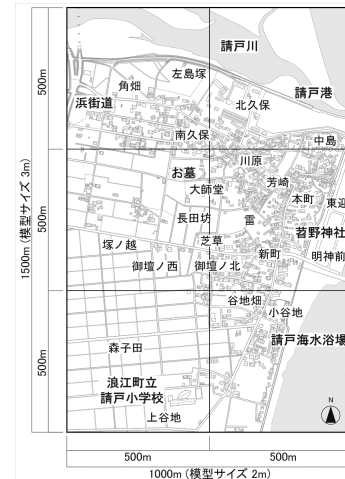 請戸川
左島塚
角畑
請戸港
浜街道
北久保
南久保
中島
川原
お墓
芳崎
大師堂
本町
東迎
長田坊
雷
苕野神社
芝草
塚ノ越
新町
明神前
御壇ノ西
御壇ノ北
谷地畑
小谷地
請戸海水浴場
森子田
浪江町立
請戸小学校
上谷地
N
500m
500m
500m
1500m (模型サイズ 3m)
500m
500m
1000m (模型サイズ 2m)